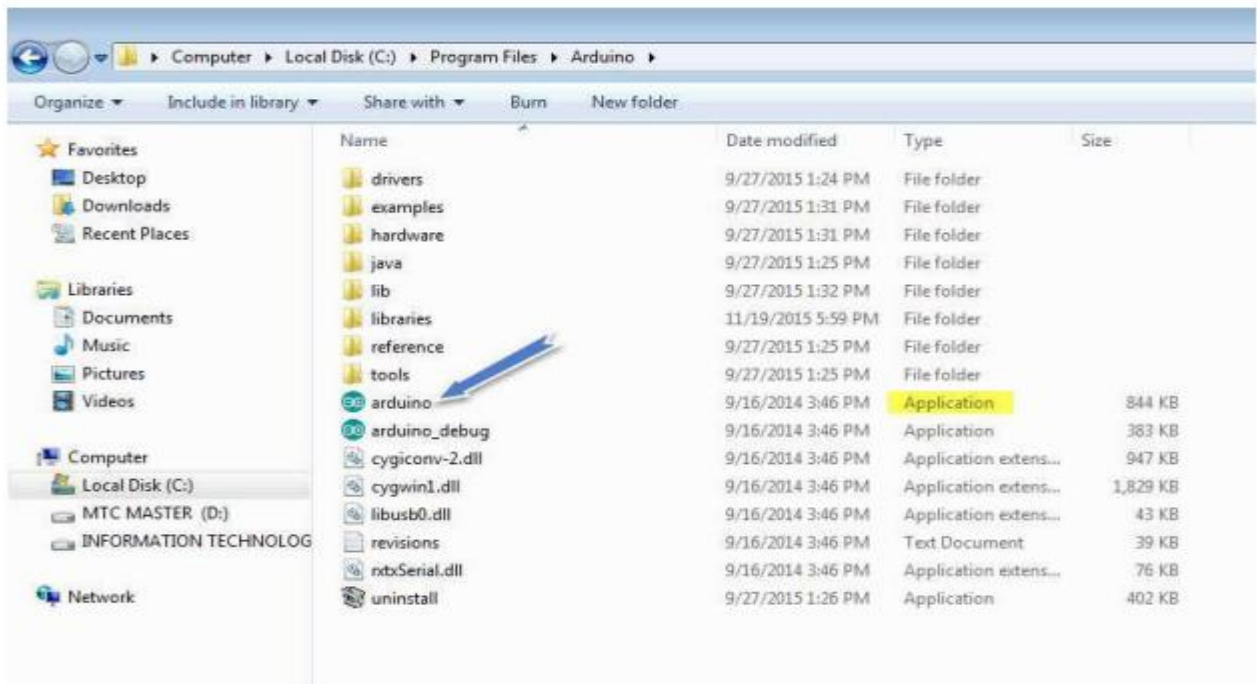 Computer Local Disk (C:) Program Files Arduino
Organize Include in library Share with Burn New folder
Name Date modified Type Size
Favorites
Desktop
Downloads
Recent Places
Libraries
Documents
Music
Pictures
Videos
Computer
Local Disk (C:)
MTC MASTER (D:)
INFORMATION TECHNOLOG
Network
drivers 9/27/2015 1:24 PM File folder
examples 9/27/2015 1:31 PM File folder
hardware 9/27/2015 1:31 PM File folder
java 9/27/2015 1:25 PM File folder
lib 9/27/2015 1:32 PM File folder
libraries 11/19/2015 5:59 PM File folder
reference 9/27/2015 1:25 PM File folder
tools 9/27/2015 1:25 PM File folder
arduino 9/16/2014 3:46 PM Application 844 KB
arduino_debug 9/16/2014 3:46 PM Application 383 KB
cygiconv-2.dll 9/16/2014 3:46 PM Application extens... 947 KB
cygwin1.dll 9/16/2014 3:46 PM Application extens... 1,829 KB
libusb0.dll 9/16/2014 3:46 PM Application extens... 43 KB
revisions 9/16/2014 3:46 PM Text Document 39 KB
rxtxSerial.dll 9/16/2014 3:46 PM Application extens... 76 KB
uninstall 9/27/2015 1:26 PM Application 402 KB